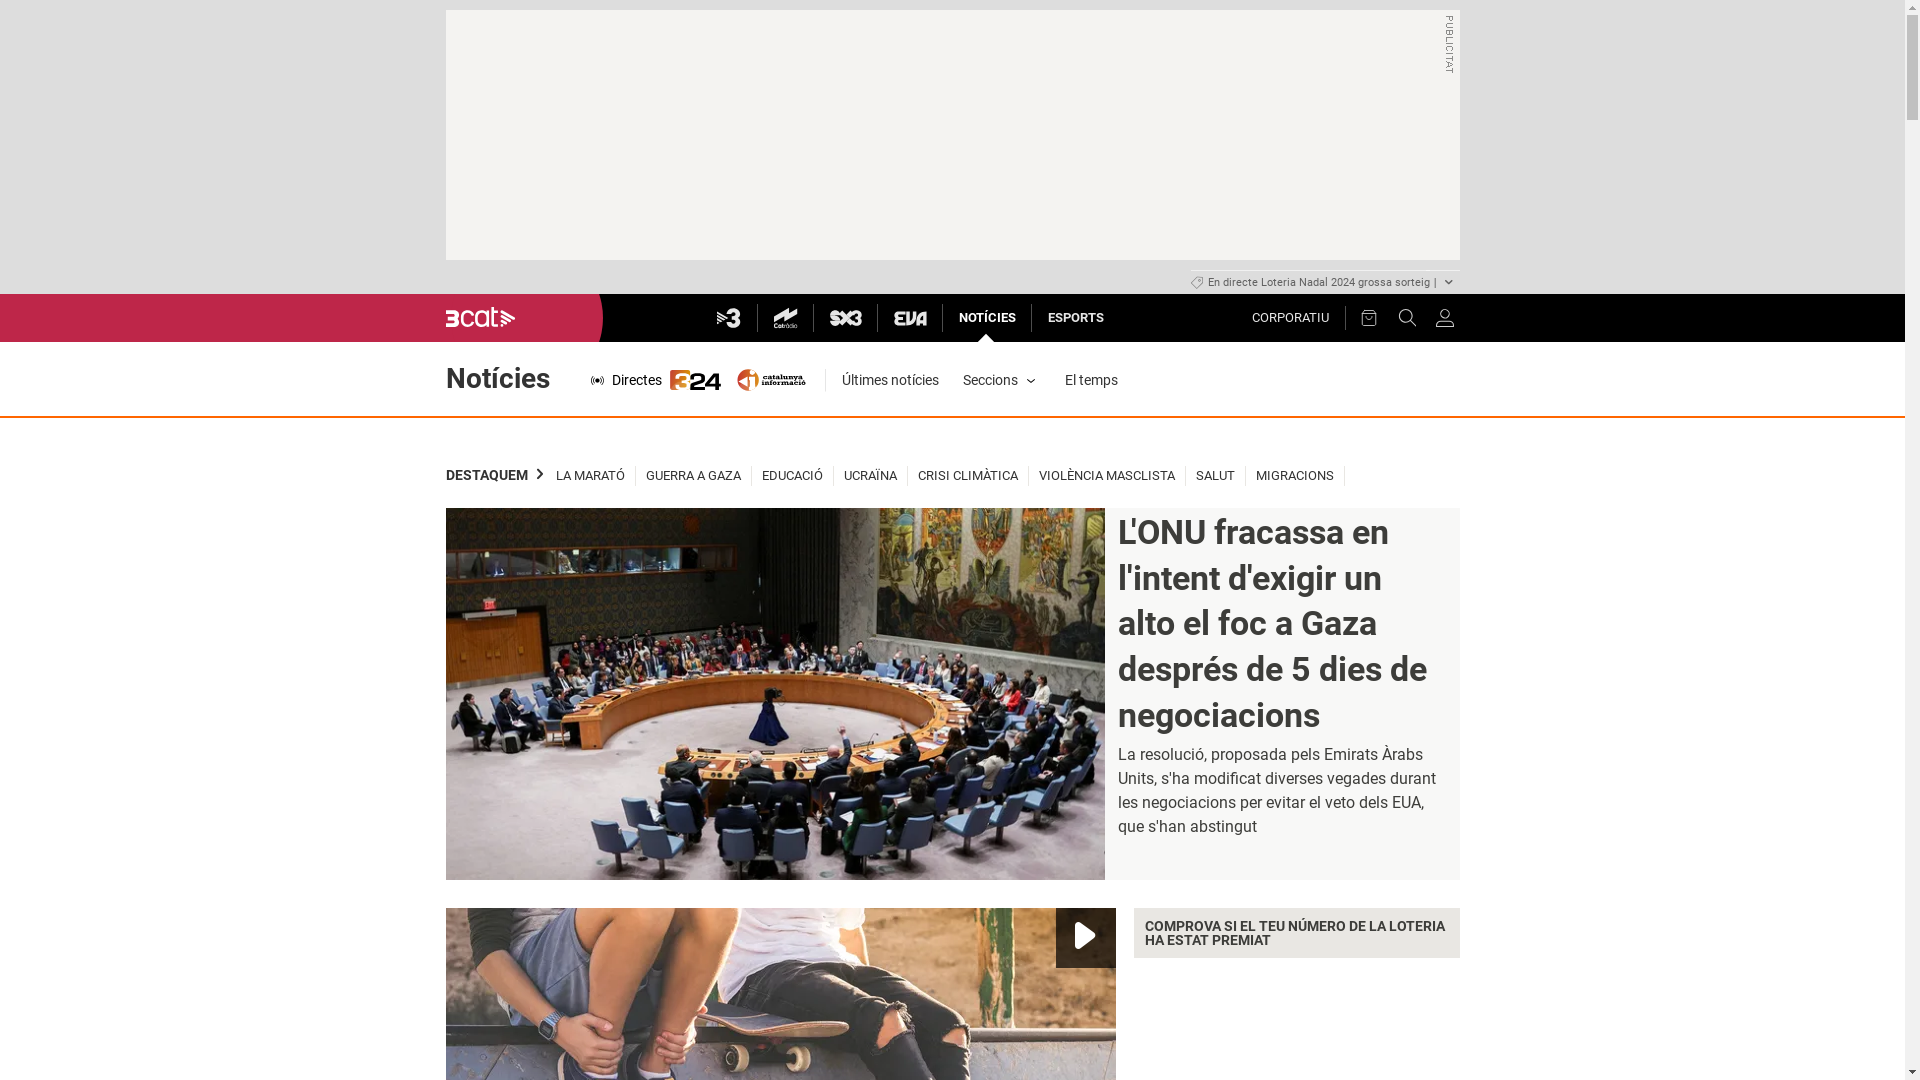 PUBLICITAT
En directe Loteria Nadal 2024 grossa sorteig |
3cat
3
Catràdio
SX3
EVA
NOTÍCIES
ESPORTS
CORPORATIU
Notícies
Directes
324
catalunya
informació
Últimes notícies
Seccions
El temps
DESTAQUEM
LA MARATÓ
GUERRA A GAZA
EDUCACIÓ
UCRAÏNA
CRISI CLIMÀTICA
VIOLÈNCIA MASCLISTA
SALUT
MIGRACIONS
L'ONU fracassa en
l'intent d'exigir un
alto el foc a Gaza
després de 5 dies de
negociacions
La resolució, proposada pels Emirats Àrabs
Units, s'ha modificat diverses vegades durant
les negociacions per evitar el veto dels EUA,
que s'han abstingut
COMPROVA SI EL TEU NÚMERO DE LA LOTERIA
HA ESTAT PREMIAT